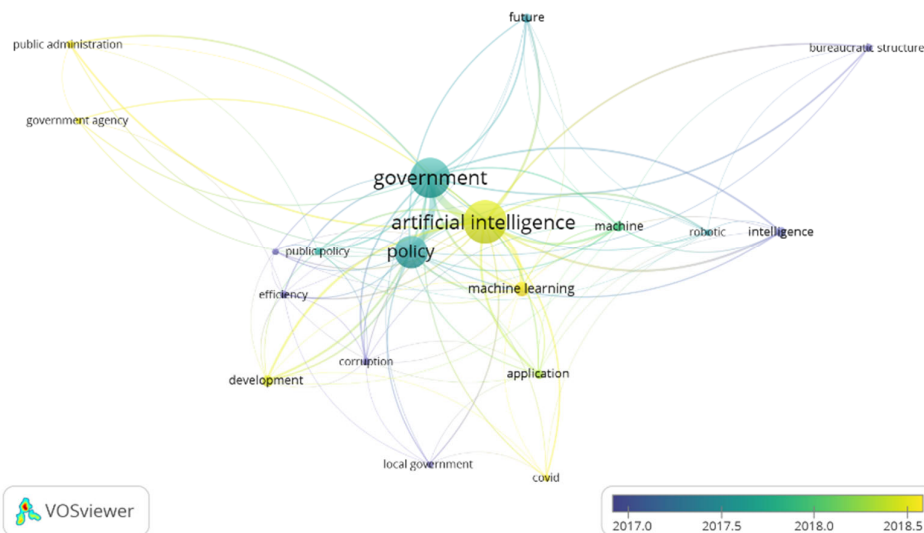 future
public administration
bureaucratic structure
government agency
government
artificial intelligence
machine
robotic
intelligence
public policy
policy
efficiency
machine learning
corruption
application
development
local government
covid
VOSviewer
2017.0
2017.5
2018.0
2018.5